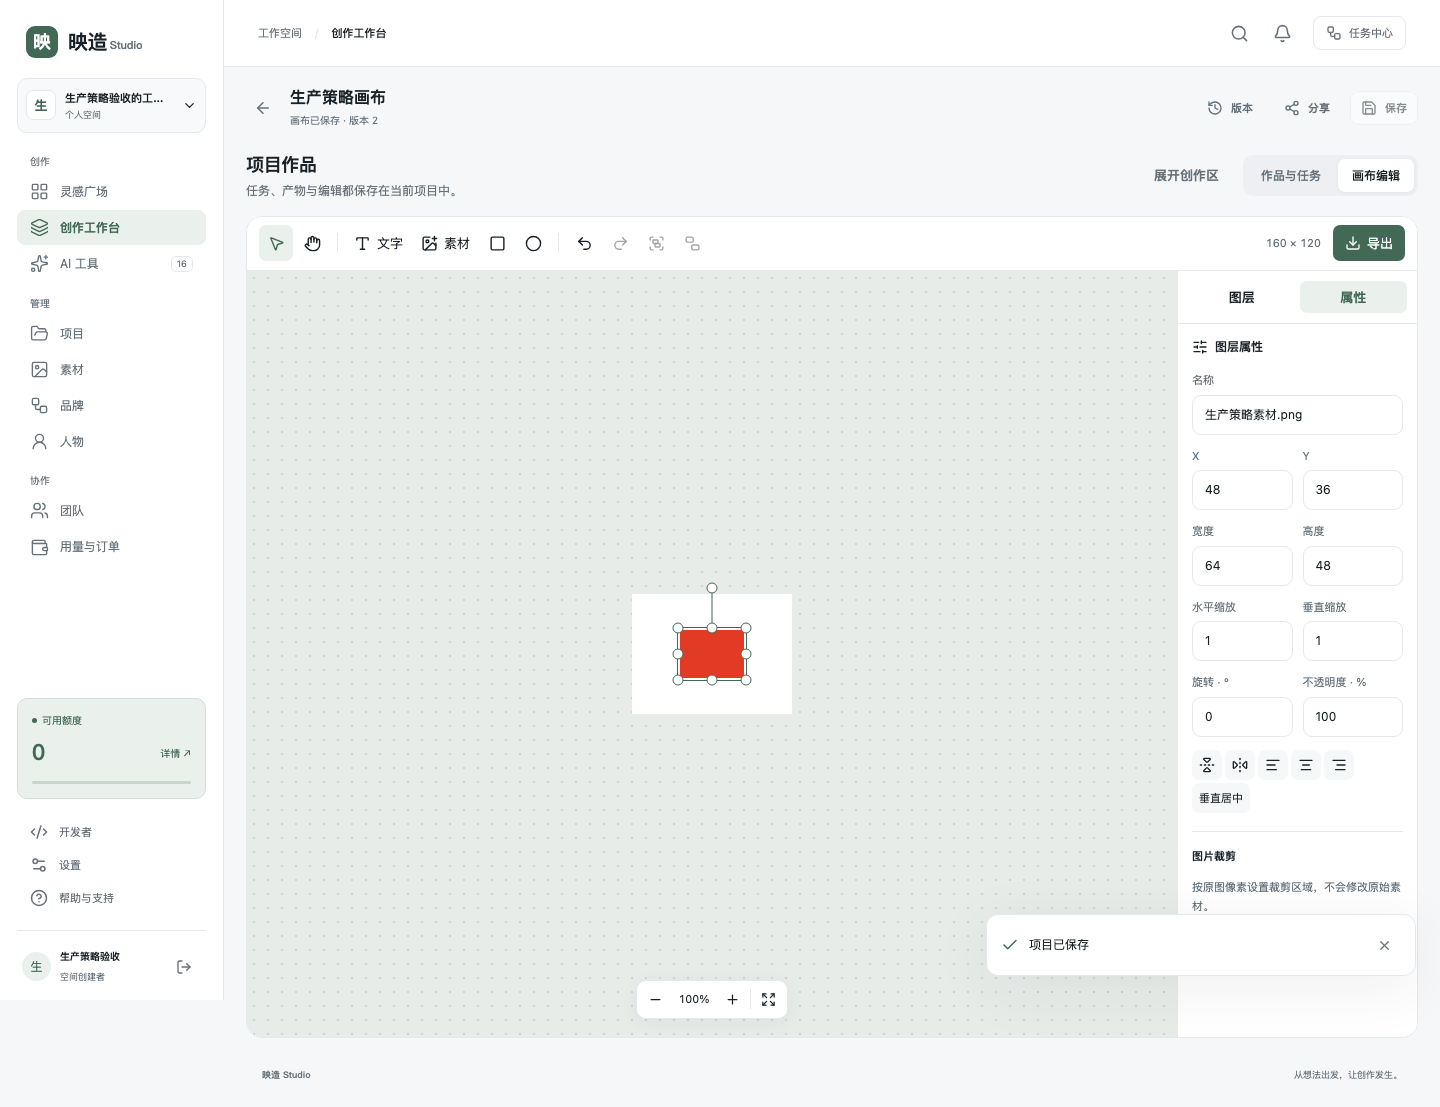 映 映造 Studio
生 生产策略验收的工...
个人空间
创作
灵感广场
创作工作台
AI 工具 16
管理
项目
素材
品牌
人物
协作
团队
用量与订单
可用额度
0 详情
开发者
设置
帮助与支持
生 生产策略验收
空间创建者
工作空间 / 创作工作台
任务中心
生产策略画布
画布已保存 · 版本 2
版本 分享 保存
项目作品
任务、产物与编辑都保存在当前项目中。
展开创作区 作品与任务 画布编辑
文字 素材
160 × 120 导出
图层 属性
图层属性
名称
生产策略素材.png
X Y
48 36
宽度 高度
64 48
水平缩放 垂直缩放
1 1
旋转 · ° 不透明度 · %
0 100
垂直居中
图片裁剪
按原图像素设置裁剪区域，不会修改原始素
材。
项目已保存
100%
映造 Studio
从想法出发，让创作发生。